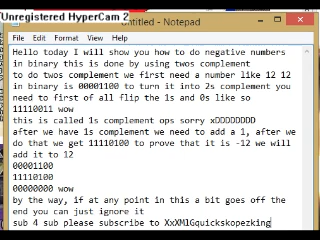 Unregistered HyperCam 2
Untitled - Notepad
File Edit Format View Help
Hello today I will show you how to do negative numbers
in binary this is done by using twos complement
to do twos complement we first need a number like 12 12
in binary is 00001100 to turn it into 2s complement you
need to first of all flip the 1s and 0s like so
11110011 wow
this is called 1s complement ops sorry xDDDDDDDD
after we have 1s complement we need to add a 1, after we
do that we get 11110100 to prove that it is -12 we will
add it to 12
00001100
11110100
00000000 wow
by the way, if at any point in this a bit goes off the
end you can just ignore it
sub 4 sub please subscribe to XxXMlGquickskopezking